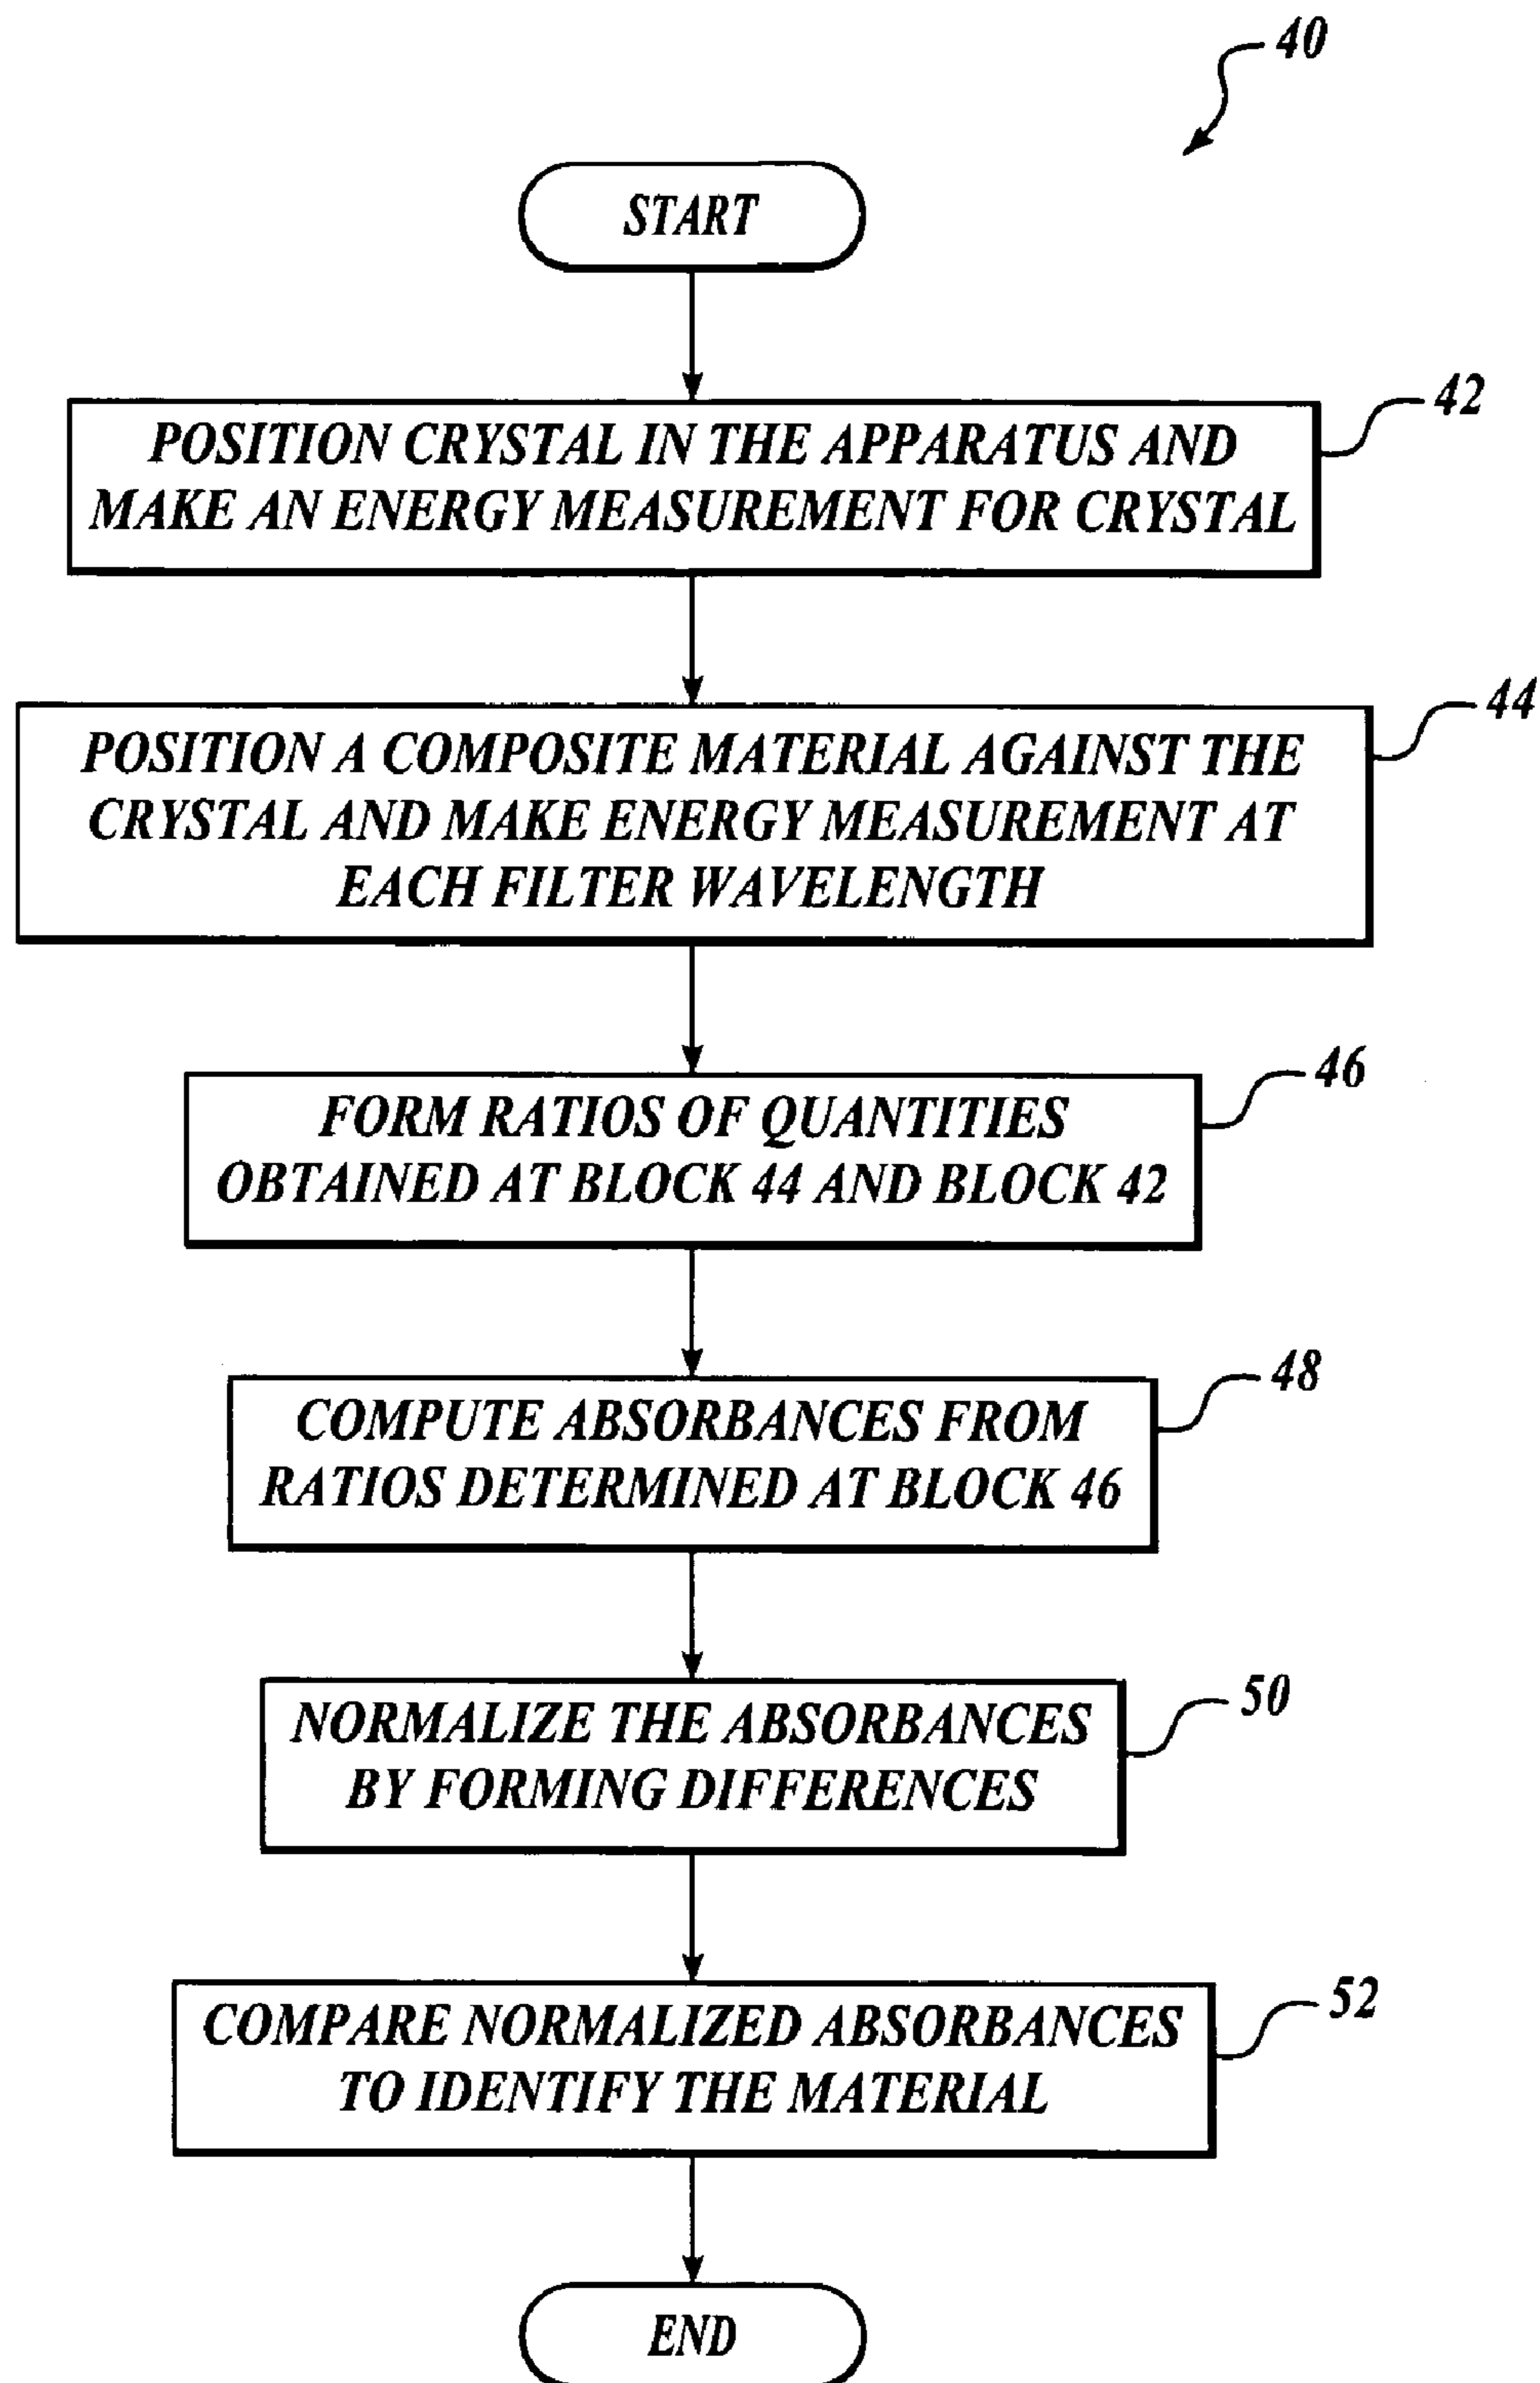 40
START
42
POSITION CRYSTAL IN THE APPARATUS AND
MAKE AN ENERGY MEASUREMENT FOR CRYSTAL
44
POSITION A COMPOSITE MATERIAL AGAINST THE
CRYSTAL AND MAKE ENERGY MEASUREMENT AT
EACH FILTER WAVELENGTH
46
FORM RATIOS OF QUANTITIES
OBTAINED AT BLOCK 44 AND BLOCK 42
48
COMPUTE ABSORBANCES FROM
RATIOS DETERMINED AT BLOCK 46
50
NORMALIZE THE ABSORBANCES
BY FORMING DIFFERENCES
52
COMPARE NORMALIZED ABSORBANCES
TO IDENTIFY THE MATERIAL
END